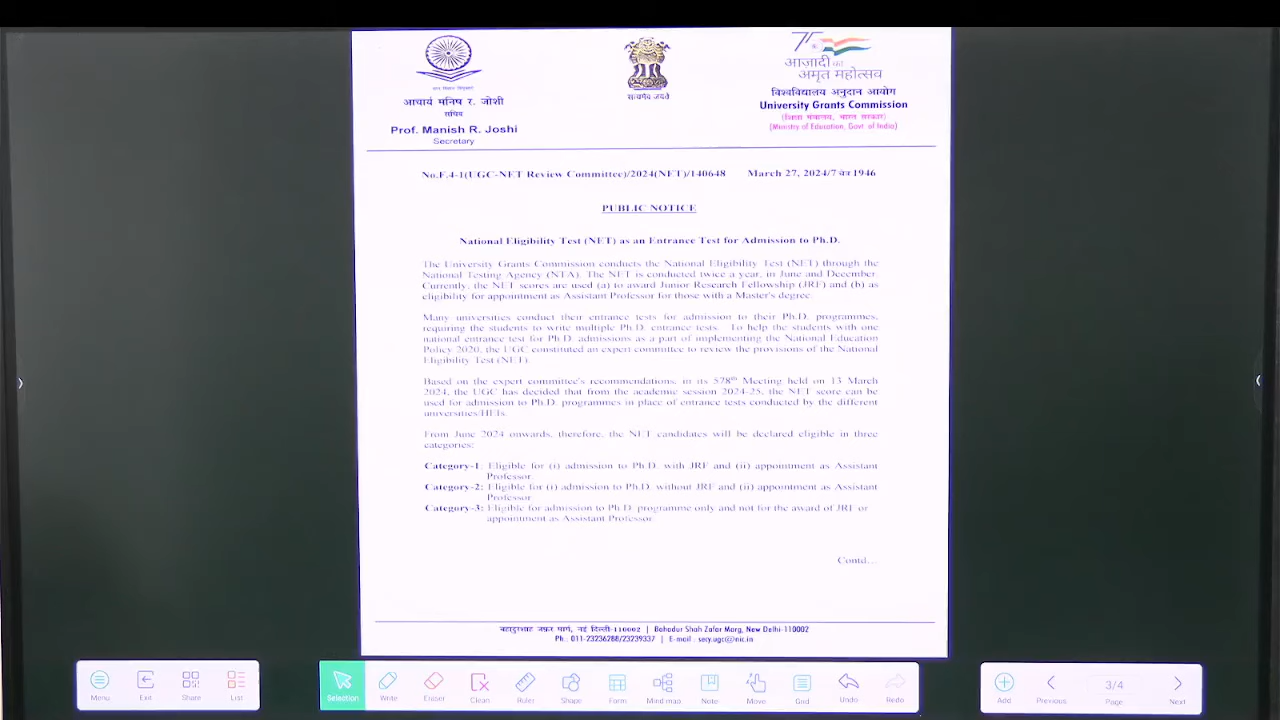 आज़ादी का
अमृत महोत्सव
आचार्य मनिष र. जोशी
सचिव
Prof. Manish R. Joshi
Secretary
सत्यमेव जयते
विश्वविद्यालय अनुदान आयोग
University Grants Commission
(शिक्षा मंत्रालय, भारत सरकार)
(Ministry of Education, Govt. of India)
No.F.4-1(UGC-NET Review Committee)/2024(NET)/140648 March 27, 2024/7 चैत्र 1946
PUBLIC NOTICE
National Eligibility Test (NET) as an Entrance Test for Admission to Ph.D.
The University Grants Commission conducts the National Eligibility Test (NET) through the
National Testing Agency (NTA). The NET is conducted twice a year, in June and December.
Currently, the NET scores are used (a) to award Junior Research Fellowship (JRF) and (b) as
eligibility for appointment as Assistant Professor for those with a Master's degree.
Many universities conduct their entrance tests for admission to their Ph.D. programmes,
requiring the students to write multiple Ph.D. entrance tests. To help the students with one
national entrance test for Ph.D. admissions as a part of implementing the National Education
Policy 2020, the UGC constituted an expert committee to review the provisions of the National
Eligibility Test (NET).
Based on the expert committee's recommendations, in its 578th Meeting held on 13 March
2024, the UGC has decided that from the academic session 2024-25, the NET score can be
used for admission to Ph.D. programmes in place of entrance tests conducted by the different
universities/HEIs.
From June 2024 onwards, therefore, the NET candidates will be declared eligible in three
categories:
Category-1: Eligible for (i) admission to Ph.D. with JRF and (ii) appointment as Assistant
Professor
Category-2: Eligible for (i) admission to Ph.D. without JRF and (ii) appointment as Assistant
Professor
Category-3: Eligible for admission to Ph.D. programme only and not for the award of JRF or
appointment as Assistant Professor
Contd...
बहादुरशाह ज़फ़र मार्ग, नई दिल्ली-110002 | Bahadur Shah Zafar Marg, New Delhi-110002
Ph. 011-23236288/23239337 | E-mail : secy.ugc@nic.in
Menu Exit Share List Selection Write Eraser Clean Ruler Shape Form Mind map Note Move Grid Undo Redo Add Previous 3/4 Page Next